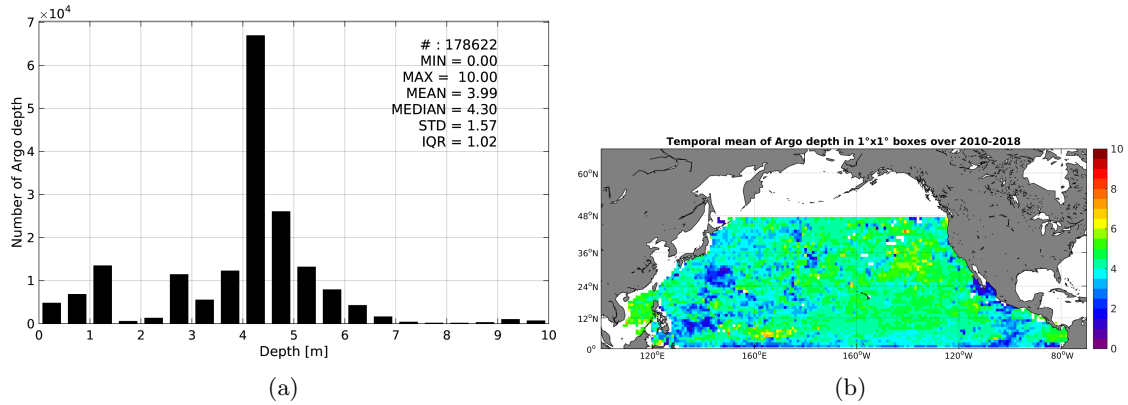 7 ×10⁴
6
5
4
3
2
1
0
Number of Argo depth
# : 178622
MIN = 0.00
MAX = 10.00
MEAN = 3.99
MEDIAN = 4.30
STD = 1.57
IQR = 1.02
0 1 2 3 4 5 6 7 8 9 10
Depth [m]
(a)
Temporal mean of Argo depth in 1°x1° boxes over 2010-2018
60°N
48°N
36°N
24°N
12°N
0°
120°E 160°E 160°W 120°W 80°W
10
8
6
4
2
0
(b)